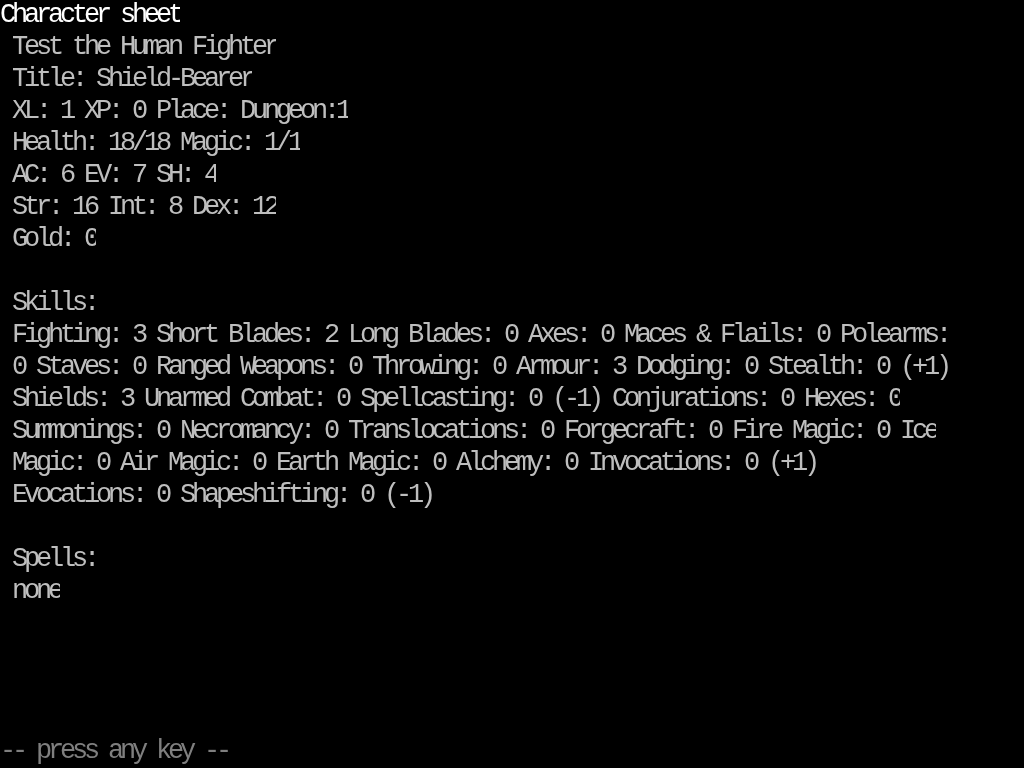 Character sheet
Test the Human Fighter
Title: Shield-Bearer
XL: 1 XP: 0 Place: Dungeon:1
Health: 18/18 Magic: 1/1
AC: 6 EV: 7 SH: 4
Str: 16 Int: 8 Dex: 12
Gold: 0
Skills:
Fighting: 3 Short Blades: 2 Long Blades: 0 Axes: 0 Maces & Flails: 0 Polearms:
0 Staves: 0 Ranged Weapons: 0 Throwing: 0 Armour: 3 Dodging: 0 Stealth: 0 (+1)
Shields: 3 Unarmed Combat: 0 Spellcasting: 0 (-1) Conjurations: 0 Hexes: 0
Summonings: 0 Necromancy: 0 Translocations: 0 Forgecraft: 0 Fire Magic: 0 Ice
Magic: 0 Air Magic: 0 Earth Magic: 0 Alchemy: 0 Invocations: 0 (+1)
Evocations: 0 Shapeshifting: 0 (-1)
Spells:
none
-- press any key --